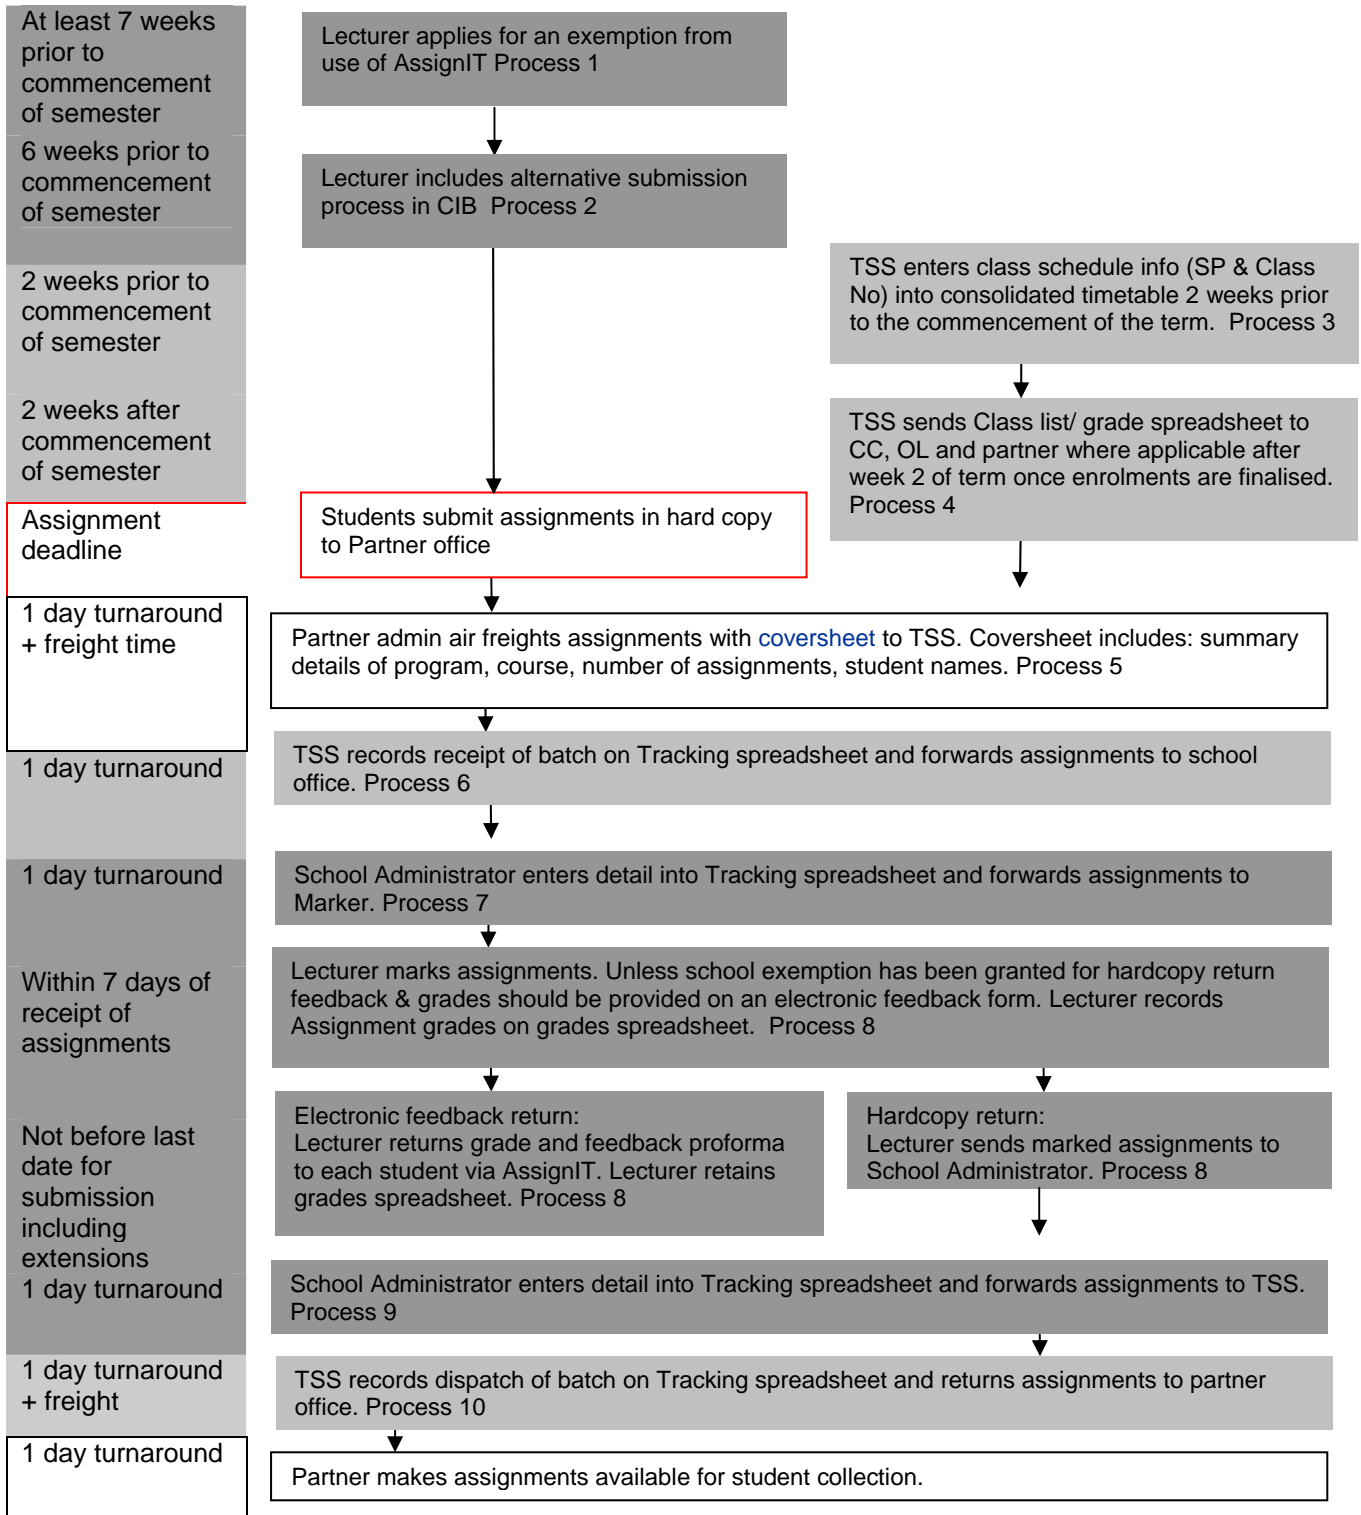 At least 7 weeks
prior to
commencement
of semester
Lecturer applies for an exemption from
use of AssignIT Process 1
6 weeks prior to
commencement
of semester
Lecturer includes alternative submission
process in CIB  Process 2
2 weeks prior to
commencement
of semester
TSS enters class schedule info (SP & Class
No) into consolidated timetable 2 weeks prior
to the commencement of the term.  Process 3
2 weeks after
commencement
of semester
TSS sends Class list/ grade spreadsheet to
CC, OL and partner where applicable after
week 2 of term once enrolments are finalised.
Process 4
Assignment
deadline
Students submit assignments in hard copy
to Partner office
1 day turnaround
+ freight time
Partner admin air freights assignments with coversheet to TSS. Coversheet includes: summary
details of program, course, number of assignments, student names. Process 5
1 day turnaround
TSS records receipt of batch on Tracking spreadsheet and forwards assignments to school
office. Process 6
1 day turnaround
School Administrator enters detail into Tracking spreadsheet and forwards assignments to
Marker. Process 7
Within 7 days of
receipt of
assignments
Lecturer marks assignments. Unless school exemption has been granted for hardcopy return
feedback & grades should be provided on an electronic feedback form. Lecturer records
Assignment grades on grades spreadsheet.  Process 8
Not before last
date for
submission
including
extensions
Electronic feedback return:
Lecturer returns grade and feedback proforma
to each student via AssignIT. Lecturer retains
grades spreadsheet. Process 8
Hardcopy return:
Lecturer sends marked assignments to
School Administrator. Process 8
1 day turnaround
School Administrator enters detail into Tracking spreadsheet and forwards assignments to TSS.
Process 9
1 day turnaround
+ freight
TSS records dispatch of batch on Tracking spreadsheet and returns assignments to partner
office. Process 10
1 day turnaround
Partner makes assignments available for student collection.